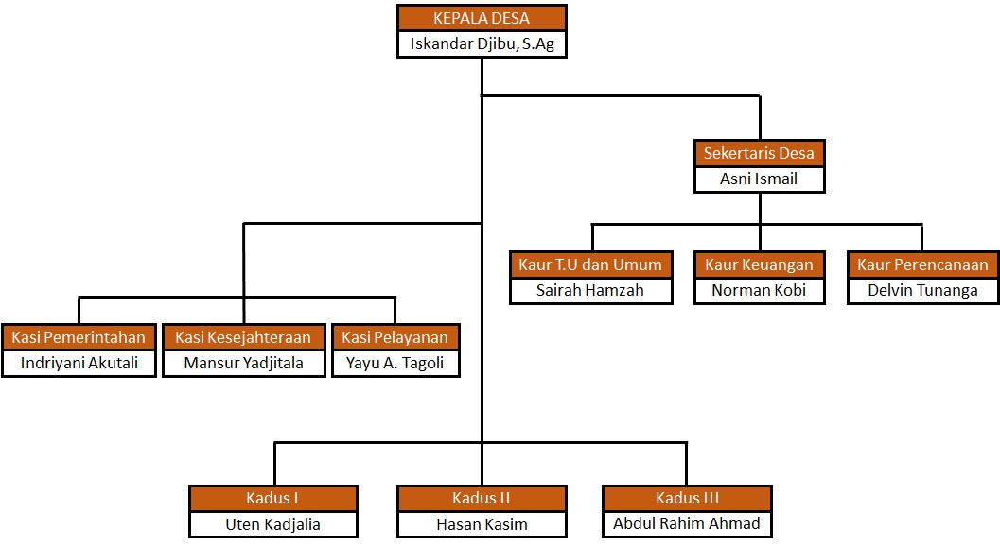 KEPALA DESA
Iskandar Djibu, S.Ag
Sekertaris Desa
Asni Ismail
Kaur T.U dan Umum
Sairah Hamzah
Kaur Keuangan
Norman Kobi
Kaur Perencanaan
Delvin Tunanga
Kasi Pemerintahan
Indriyani Akutali
Kasi Kesejahteraan
Mansur Yadjitala
Kasi Pelayanan
Yayu A. Tagoli
Kadus I
Uten Kadjalia
Kadus II
Hasan Kasim
Kadus III
Abdul Rahim Ahmad